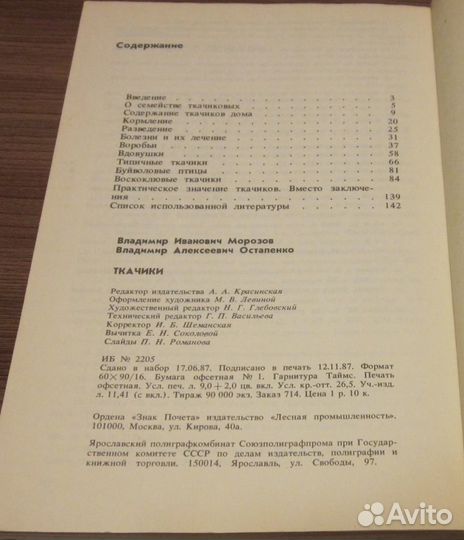 Содержание
Введение . . . . . . . . . . . . . . . 3
О семействе ткачиковых . . . . . . . . . . 5
Содержание ткачиков дома . . . . . . . . . 9
Кормление . . . . . . . . . . . . . . 20
Разведение . . . . . . . . . . . . . . 25
Болезни и их лечение . . . . . . . . . . 31
Воробьи . . . . . . . . . . . . . . . 37
Вдовушки . . . . . . . . . . . . . . 58
Типичные ткачики . . . . . . . . . . . 66
Буйволовые птицы . . . . . . . . . . . 81
Воскоклювые ткачики . . . . . . . . . . 84
Практическое значение ткачиков. Вместо заключе-
ния . . . . . . . . . . . . . . . . 139
Список использованной литературы . . . . . . 142
Владимир Иванович Морозов
Владимир Алексеевич Остапенко
ТКАЧИКИ
Редактор издательства А. А. Красинская
Оформление художника М. В. Левиной
Художественный редактор Н. Г. Глебовский
Технический редактор Г. П. Васильева
Корректор И. Б. Шеманская
Вычитка Е. Н. Соколовой
Слайды П. Н. Романова
ИБ № 2205
Сдано в набор 17.06.87. Подписано в печать 12.11.87. Формат
60×90/16. Бумага офсетная №1. Гарнитура Таймс. Печать
офсетная. Усл. печ. л. 9,0+2,0 цв. вкл. Усл. кр.-отт. 26,5. Уч.-изд.
л. 11,41 (с вкл.). Тираж 90 000 экз. Заказ 714. Цена 1 р. 10 к.
Ордена «Знак Почета» издательство «Лесная промышленность».
101000, Москва, ул. Кирова, 40а.
Ярославский полиграфкомбинат Союзполиграфпрома при Государ-
ственном комитете СССР по делам издательств, полиграфии и
книжной торговли. 150014, Ярославль, ул. Свободы, 97.
Avito